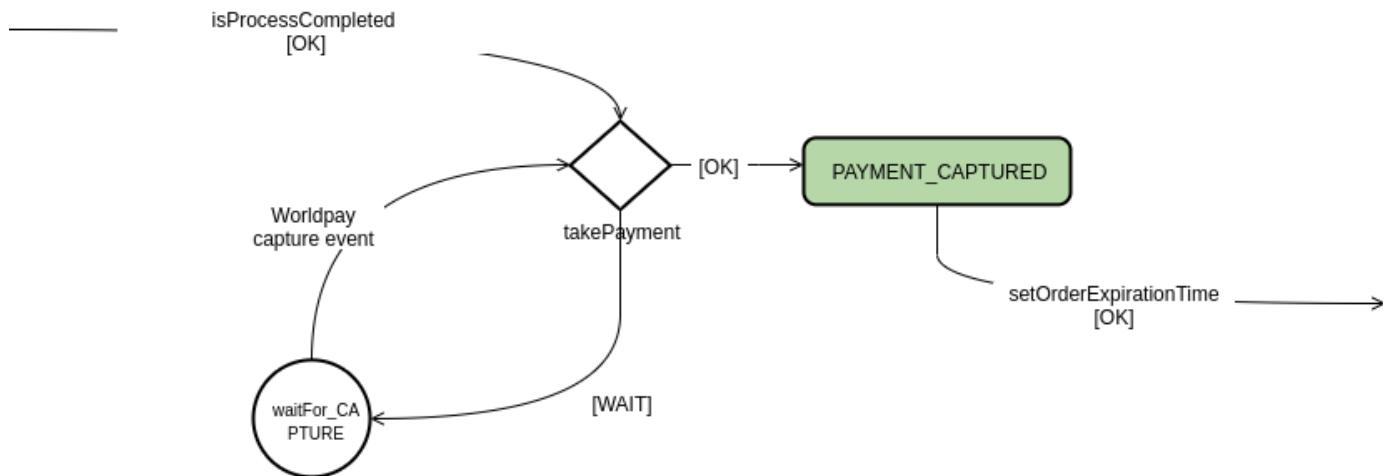 isProcessCompleted
[OK]
[OK]
PAYMENT_CAPTURED
Worldpay
capture event
takePayment
setOrderExpirationTime
[OK]
waitFor_CA
PTURE
[WAIT]